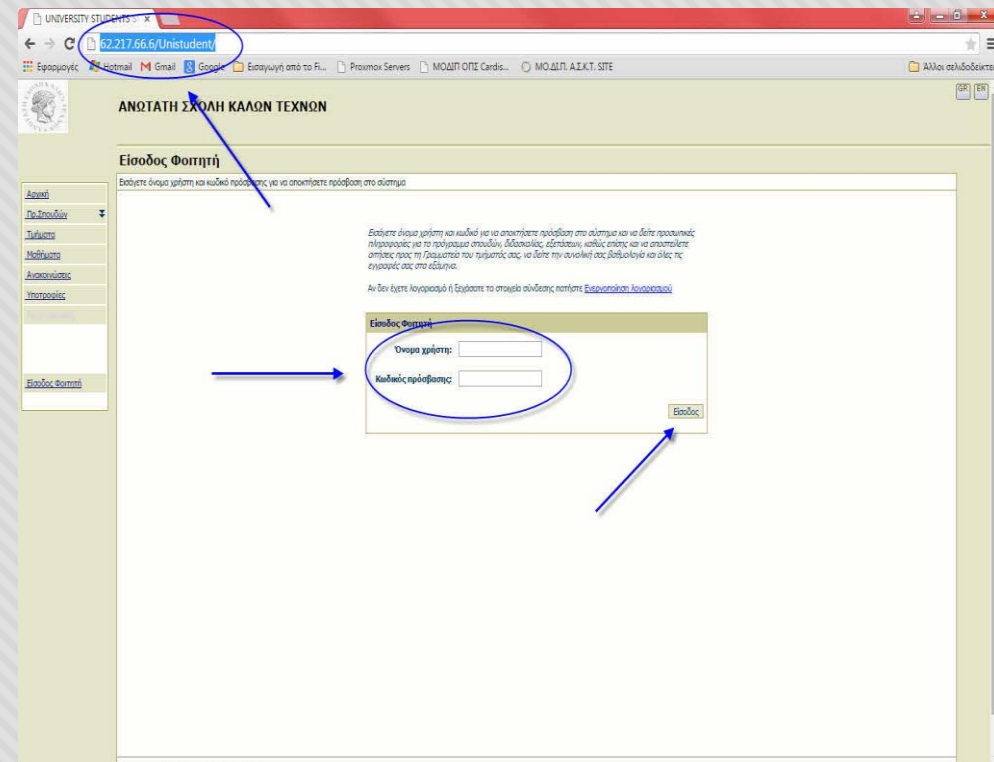 UNIVERSITY STUDENTS S
62.217.66.6/Unistudent/
Εφαρμογές Hotmail Gmail Google Εισαγωγή από το Fi... Proxmox Servers ΜΟΔΙΠ ΟΠΣ Cardis... ΜΟ.ΔΙ.Π. Α.Σ.Κ.Τ. SITE Άλλοι σελιδοδείκτες
GR EN
ΑΝΩΤΑΤΗ ΣΧΟΛΗ ΚΑΛΩΝ ΤΕΧΝΩΝ
Είσοδος Φοιτητή
Εισάγετε όνομα χρήστη και κωδικό πρόσβασης για να αποκτήσετε πρόσβαση στο σύστημα
Αρχική
Πρ.Σπουδών
Τμήματα
Μαθήματα
Ανακοινώσεις
Υποτροφίες
Είσοδος Φοιτητή
Εισάγετε όνομα χρήστη και κωδικό για να αποκτήσετε πρόσβαση στο σύστημα και να δείτε προσωπικές
πληροφορίες για το πρόγραμμα σπουδών, διδασκαλίας, εξετάσεων, καθώς επίσης και να αποστείλετε
αιτήσεις προς τη Γραμματεία του τμήματός σας, να δείτε την συνολική σας βαθμολογία και όλες τις
εγγραφές σας στα εξάμηνα.
Αν δεν έχετε λογαριασμό ή ξεχάσατε τα στοιχεία σύνδεσης πατήστε Ενεργοποίηση λογαριασμού
Είσοδος Φοιτητή
Όνομα χρήστη:
Κωδικός πρόσβασης:
Είσοδος